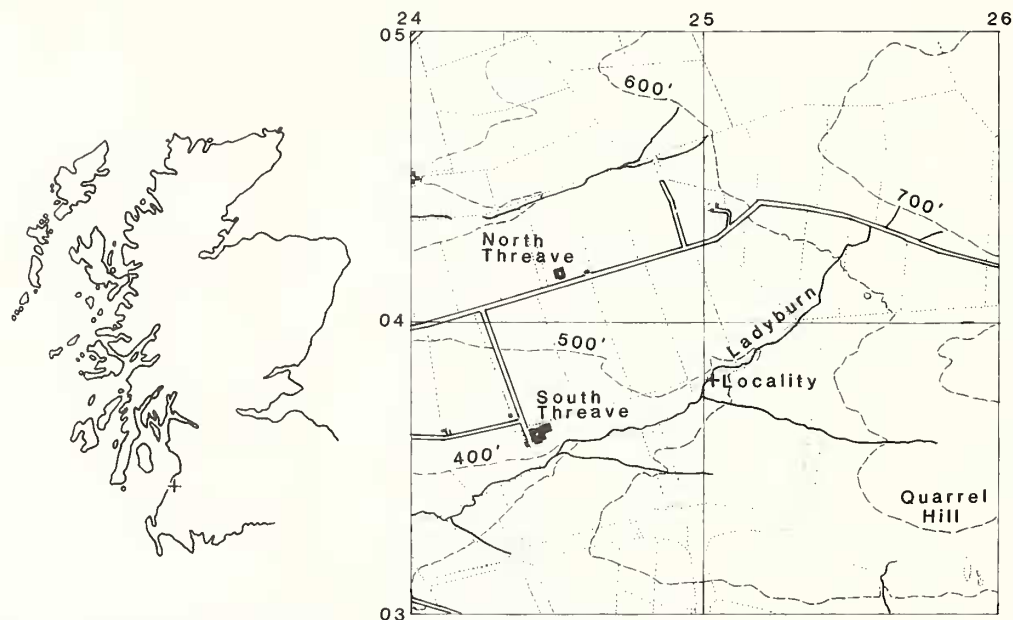 24 25 26
05
600'
700'
North
Threave
04
Ladyburn
500'
Locality
South
Threave
400'
Quarrel
Hill
03